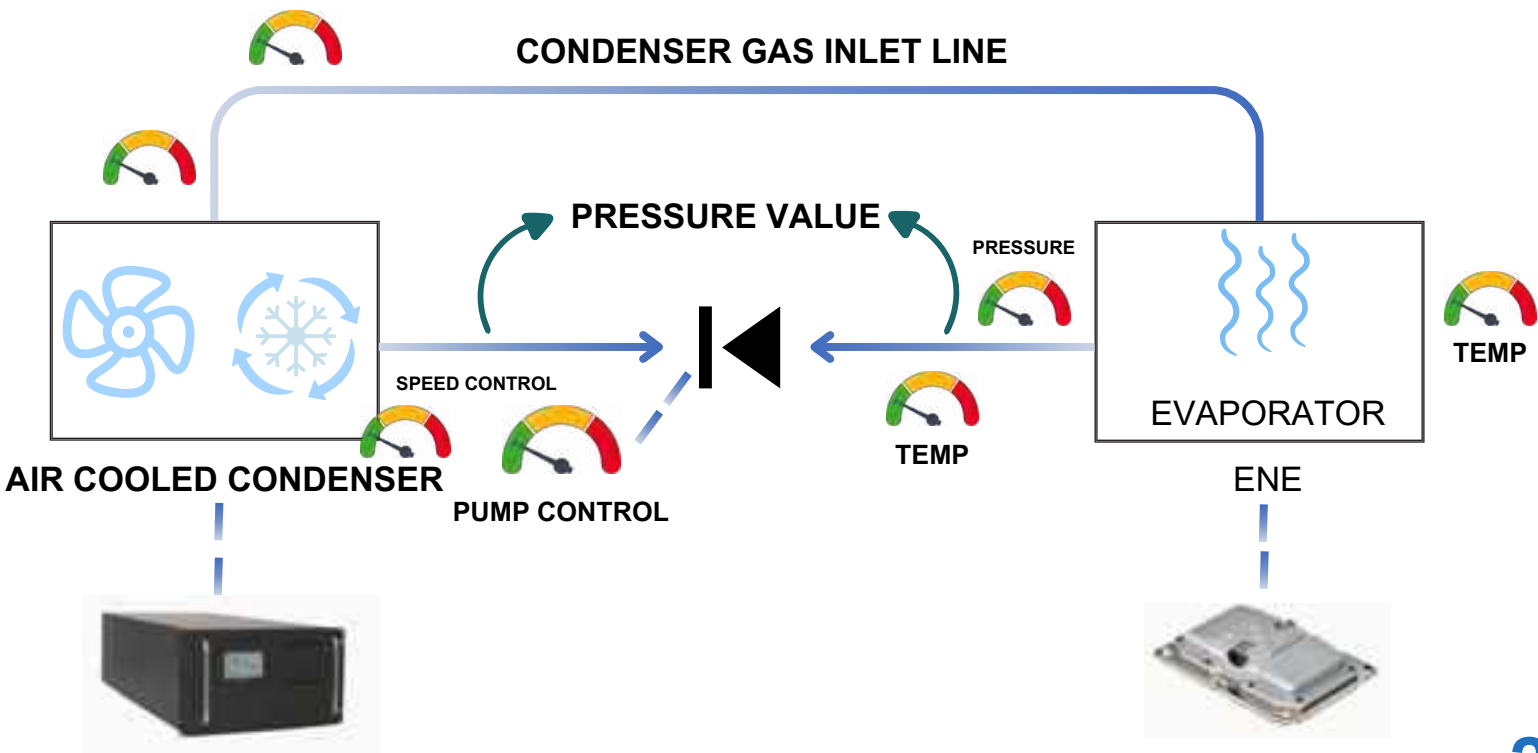 CONDENSER GAS INLET LINE
PRESSURE VALUE
PRESSURE
TEMP
SPEED CONTROL
EVAPORATOR
TEMP
AIR COOLED CONDENSER
ENE
PUMP CONTROL